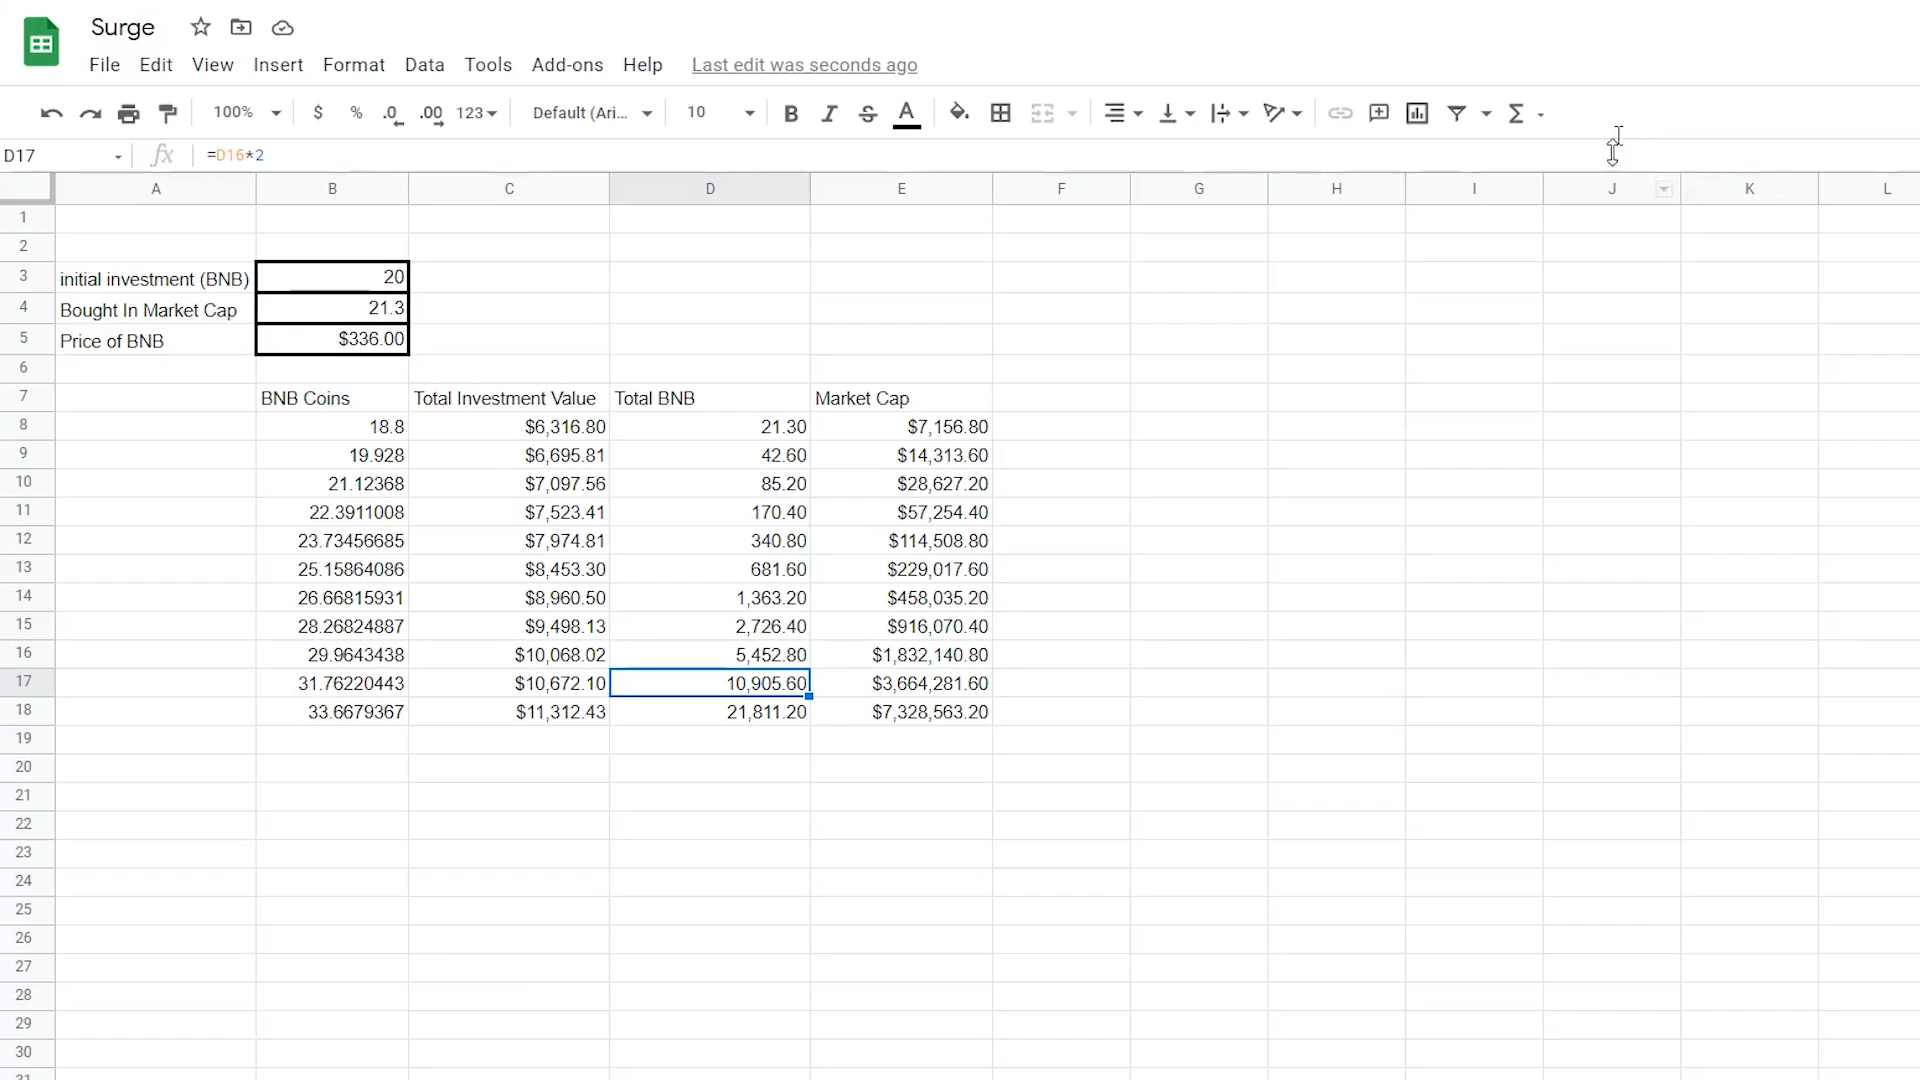 Surge
File Edit View Insert Format Data Tools Add-ons Help Last edit was seconds ago
100% $ % .0 .00 123 Default (Ari... 10 B I S A Σ
D17 fx =D16*2
A B C D E F G H I J K L
1
2
3 initial investment (BNB) 20
4 Bought In Market Cap 21.3
5 Price of BNB $336.00
6
7 BNB Coins Total Investment Value Total BNB Market Cap
8 18.8 $6,316.80 21.30 $7,156.80
9 19.928 $6,695.81 42.60 $14,313.60
10 21.12368 $7,097.56 85.20 $28,627.20
11 22.3911008 $7,523.41 170.40 $57,254.40
12 23.73456685 $7,974.81 340.80 $114,508.80
13 25.15864086 $8,453.30 681.60 $229,017.60
14 26.66815931 $8,960.50 1,363.20 $458,035.20
15 28.26824887 $9,498.13 2,726.40 $916,070.40
16 29.9643438 $10,068.02 5,452.80 $1,832,140.80
17 31.76220443 $10,672.10 10,905.60 $3,664,281.60
18 33.6679367 $11,312.43 21,811.20 $7,328,563.20
19
20
21
22
23
24
25
26
27
28
29
30
31